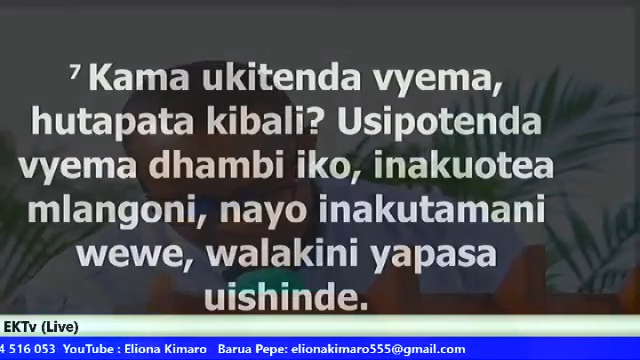 ⁷ Kama ukitenda vyema,
hutapata kibali? Usipotenda
vyema dhambi iko, inakuotea
mlangoni, nayo inakutamani
wewe, walakini yapasa
uishinde.
EKTv (Live)
4 516 053 YouTube : Eliona Kimaro Barua Pepe: elionakimaro555@gmail.com